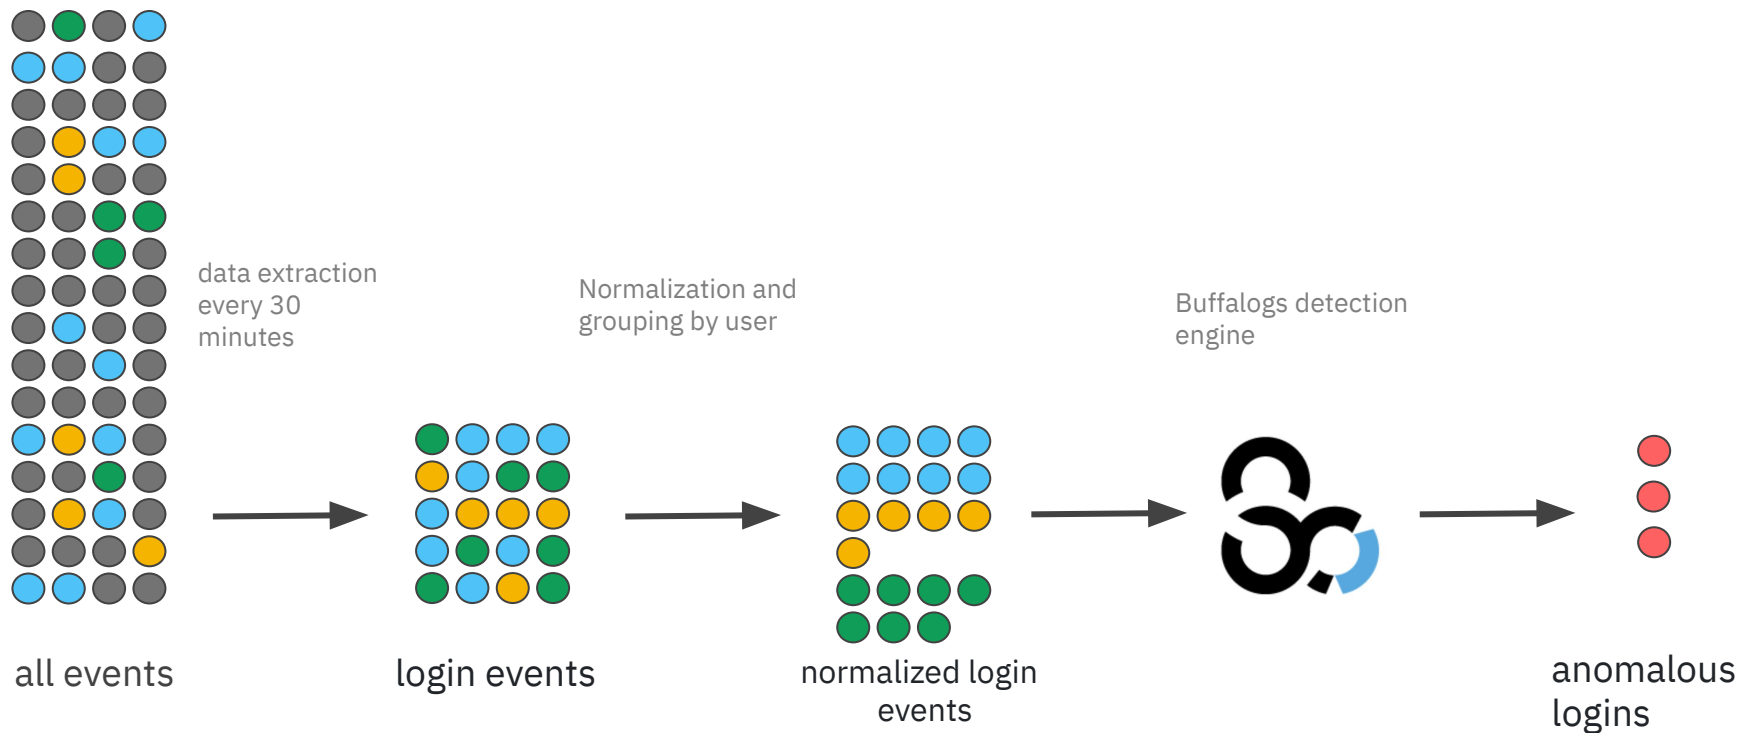 data extraction
every 30
minutes
Normalization and
grouping by user
Buffalogs detection
engine
all events
login events
normalized login
events
anomalous
logins